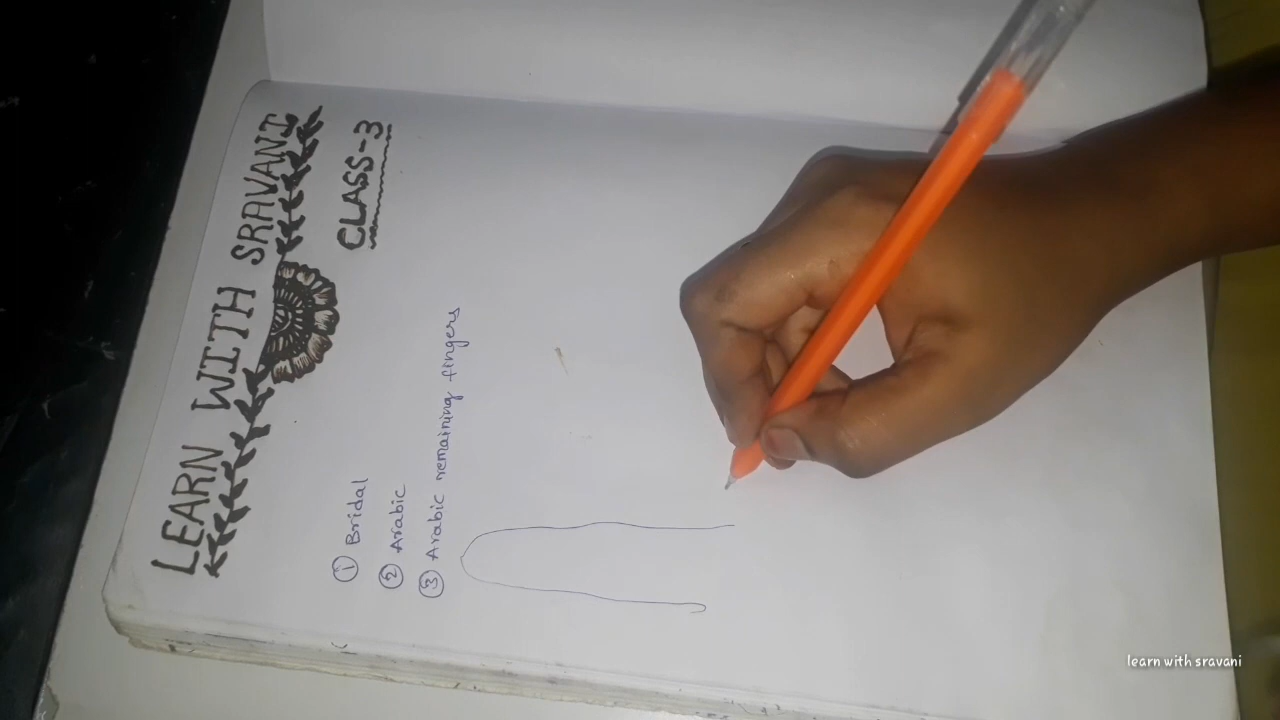 LEARN WITH SRAVANI
CLASS-3
① Bridal
② Arabic
③ Arabic remaining fingers
learn with sravani